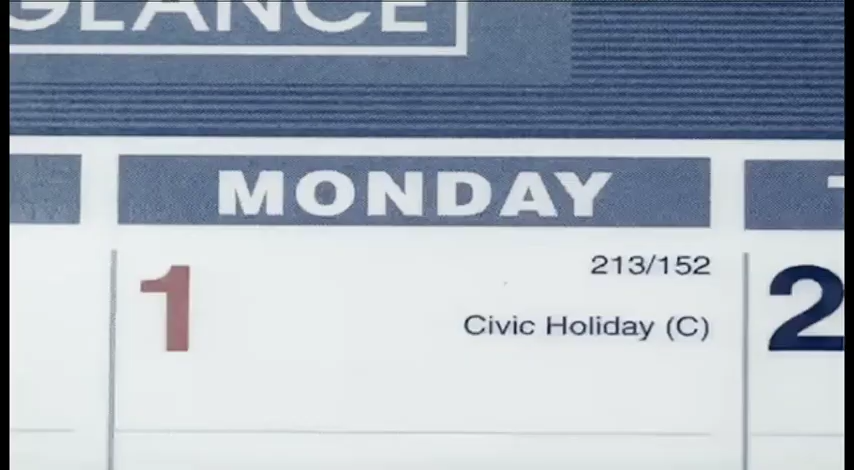 GLANCE
MONDAY
1
213/152
Civic Holiday (C)
2